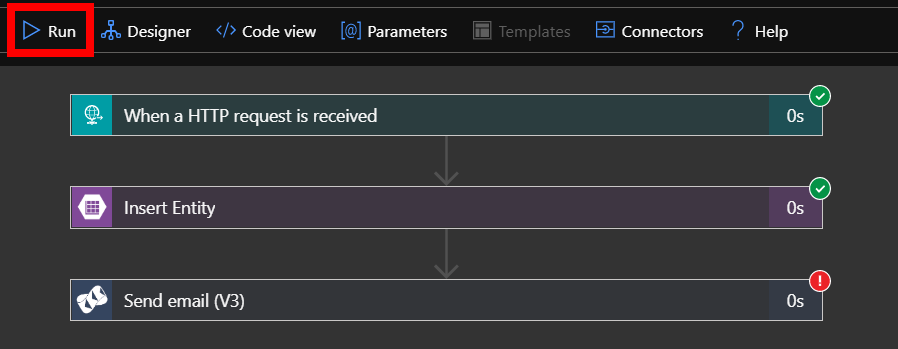 Run Designer Code view Parameters Templates Connectors Help
When a HTTP request is received 0s
Insert Entity 0s
Send email (V3) 0s